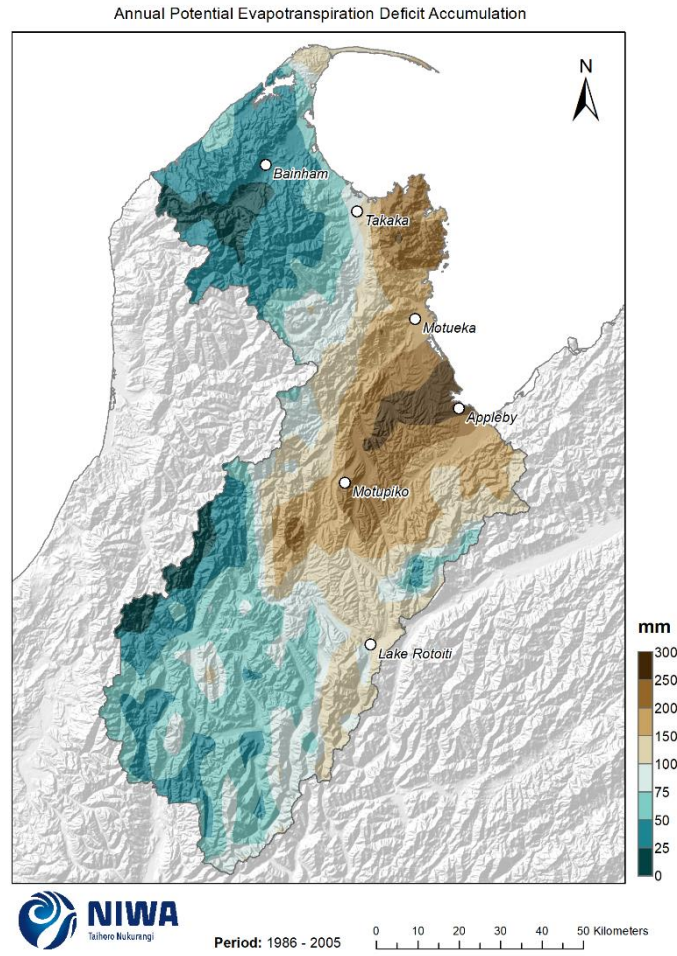 Annual Potential Evapotranspiration Deficit Accumulation
N
Bainham
Takaka
Motueka
Appleby
Motupiko
Lake Rotoiti
mm
300
250
200
150
100
75
50
25
0
NIWA
Taihoro Nukurangi
Period: 1986 - 2005
0 10 20 30 40 50 Kilometers